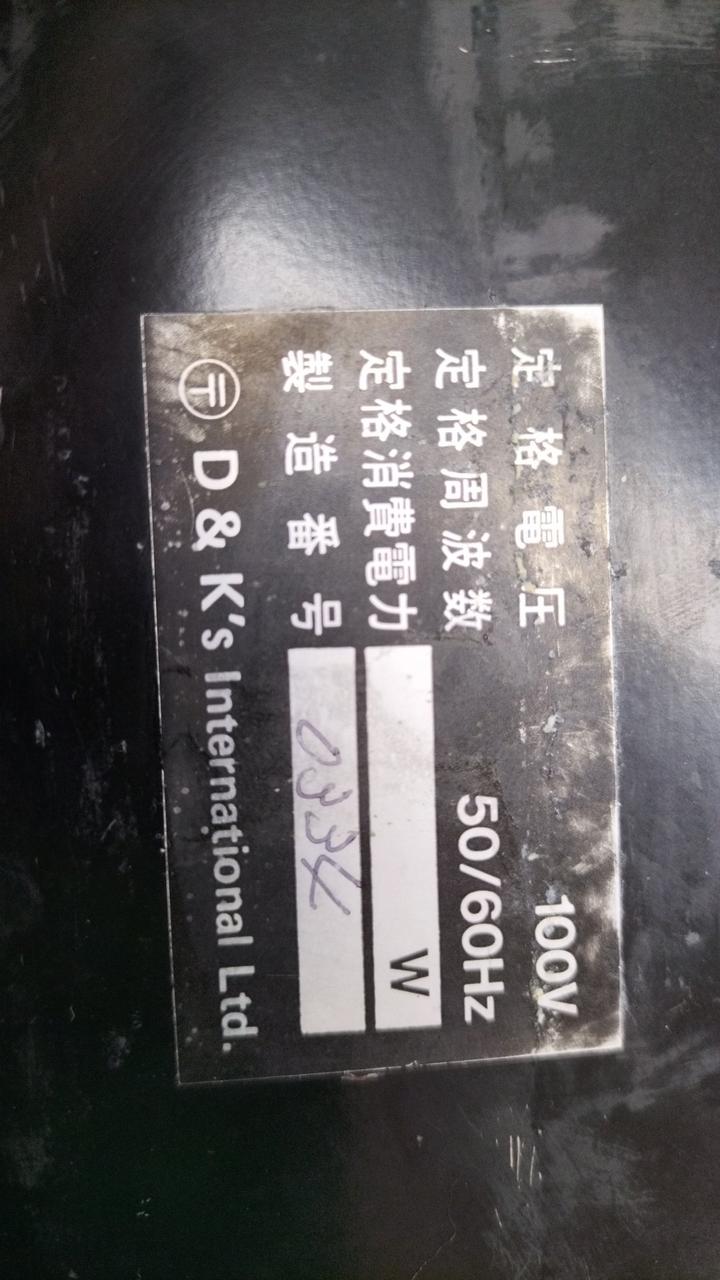 定格電圧 100V
定格周波数 50/60Hz
定格消費電力 W
製造番号 0334
〒 D & K's International Ltd.